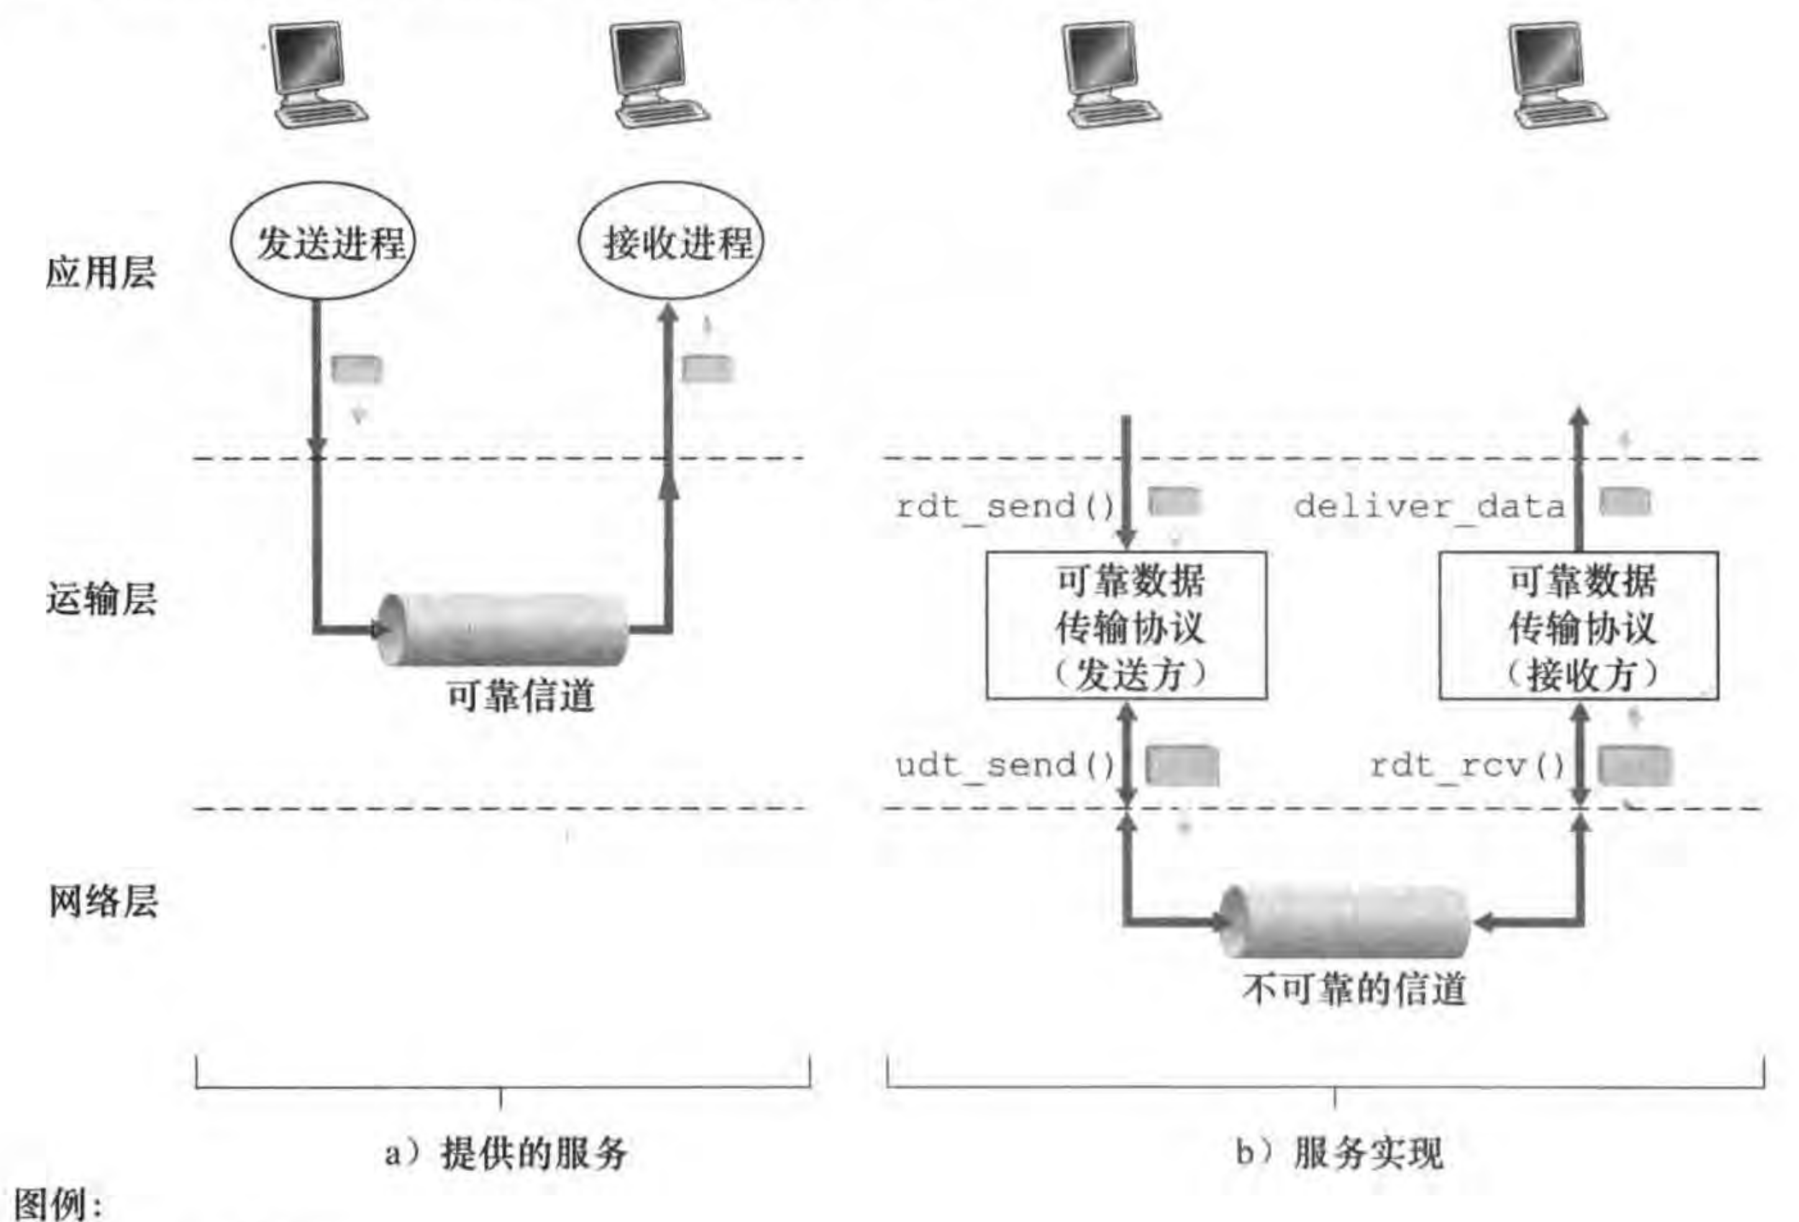 发送进程
接收进程
应用层
rdt_send()
deliver_data
运输层
可靠数据
传输协议
(发送方)
可靠数据
传输协议
(接收方)
可靠信道
udt_send()
rdt_rcv()
网络层
不可靠的信道
a)提供的服务
b)服务实现
图例: